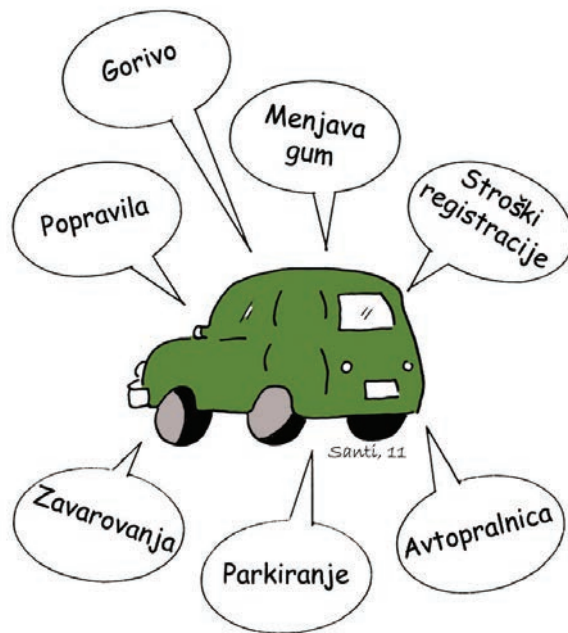 Gorivo
Menjava
gum
Stroški
registracije
Popravila
Santi, 11
Zavarovanja
Parkiranje
Avtopralnica